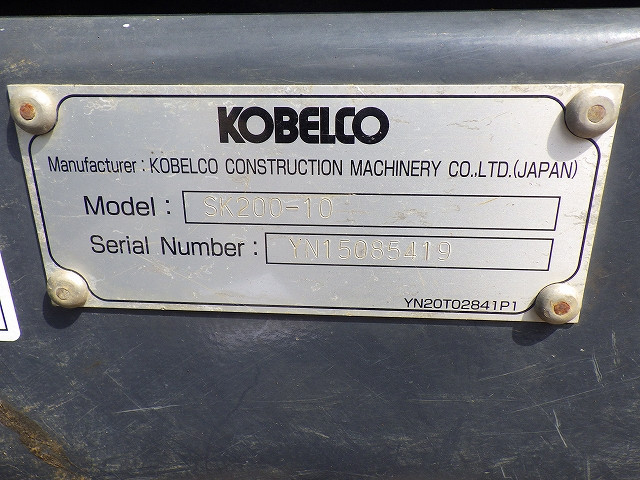 KOBELCO
Manufacturer : KOBELCO CONSTRUCTION MACHINERY CO.,LTD.(JAPAN)
Model : SK200-10
Serial Number : YN15085419
YN20T02841P1